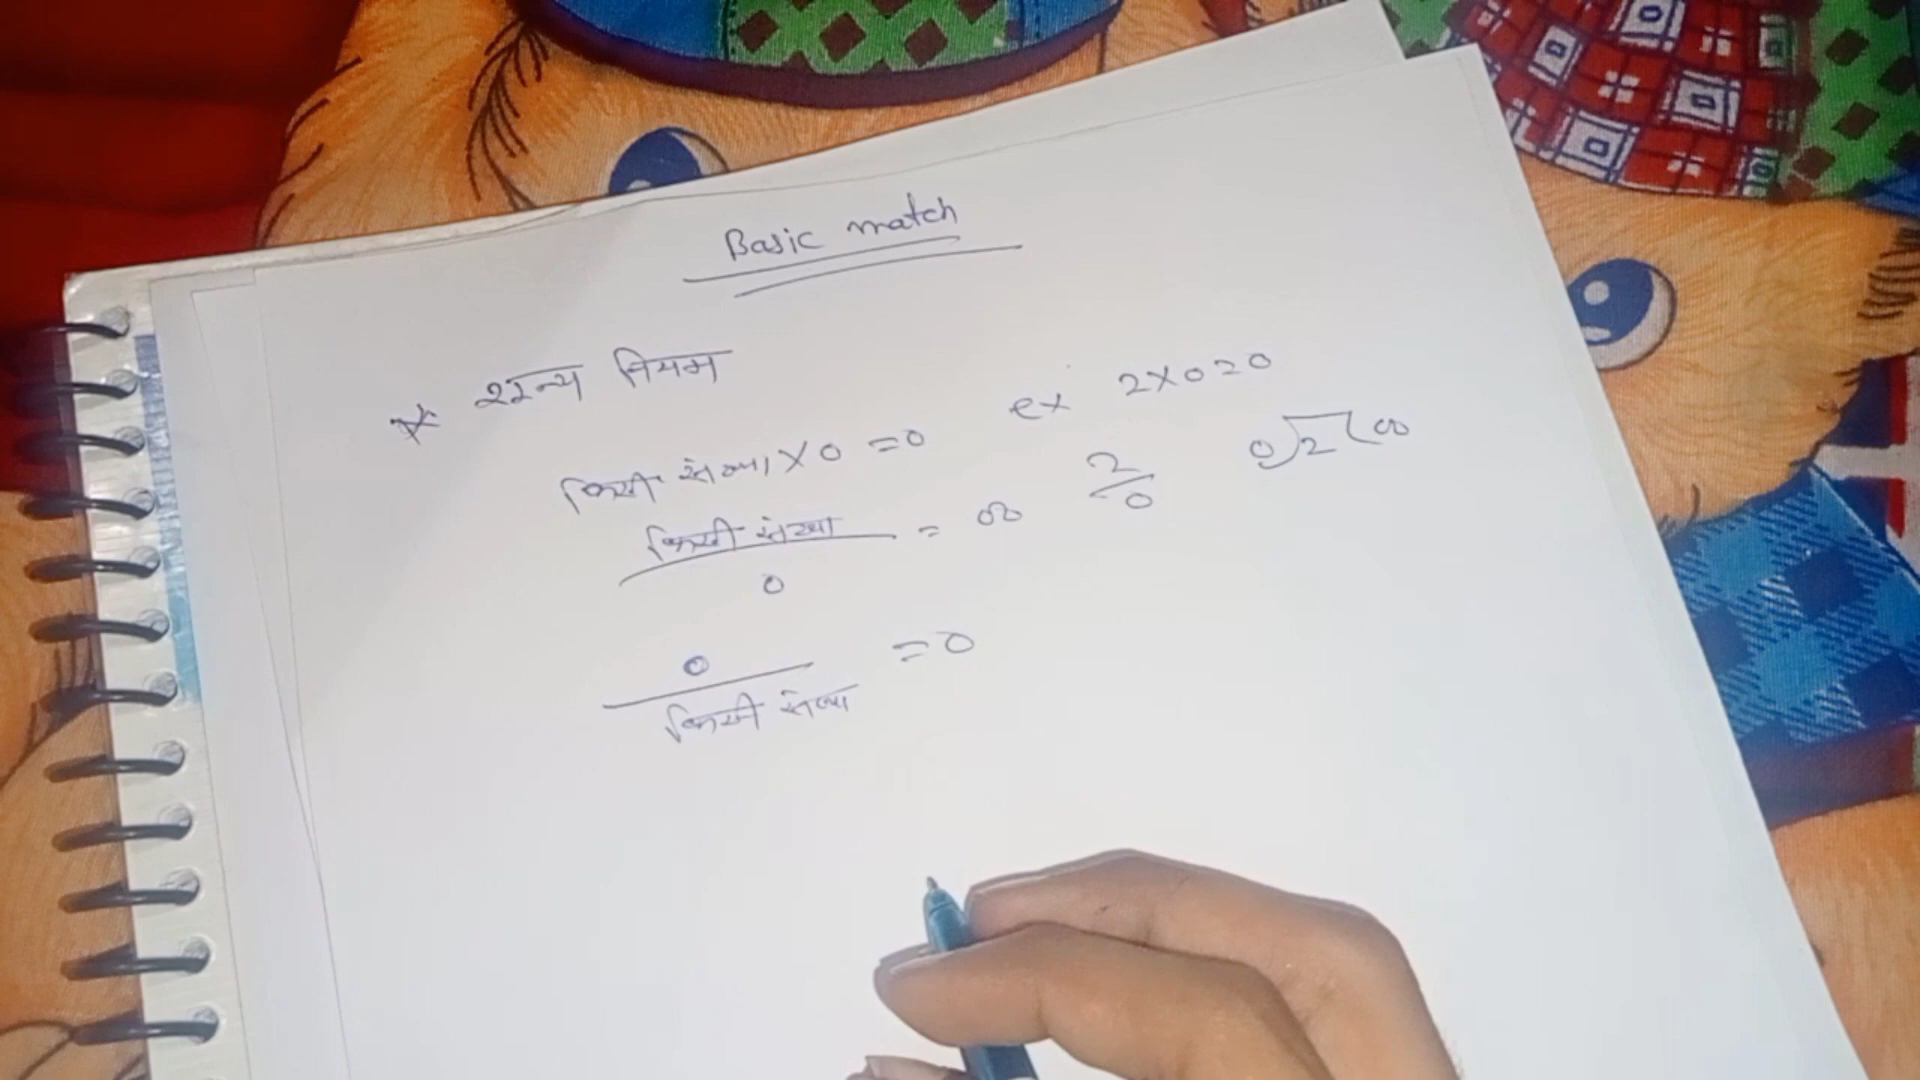 Basic match
* शून्य नियम
किसी संख्या X 0 = 0 ex 2 X 0 = 0
किसी संख्या / 0 = ∞ 2/0 0)2(∞
0 / किसी संख्या = 0